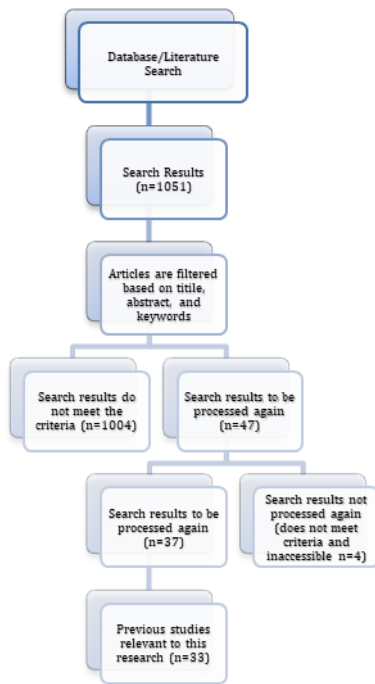 Database/Literature
Search
Search Results
(n=1051)
Articles are filtered
based on titile,
abstract, and
keywords
Search results do
not meet the
criteria (n=1004)
Search results to be
processed again
(n=47)
Search results to be
processed again
(n=37)
Search results not
processed again
(does not meet
criteria and
inaccessible n=4)
Previous studies
relevant to this
research (n=33)